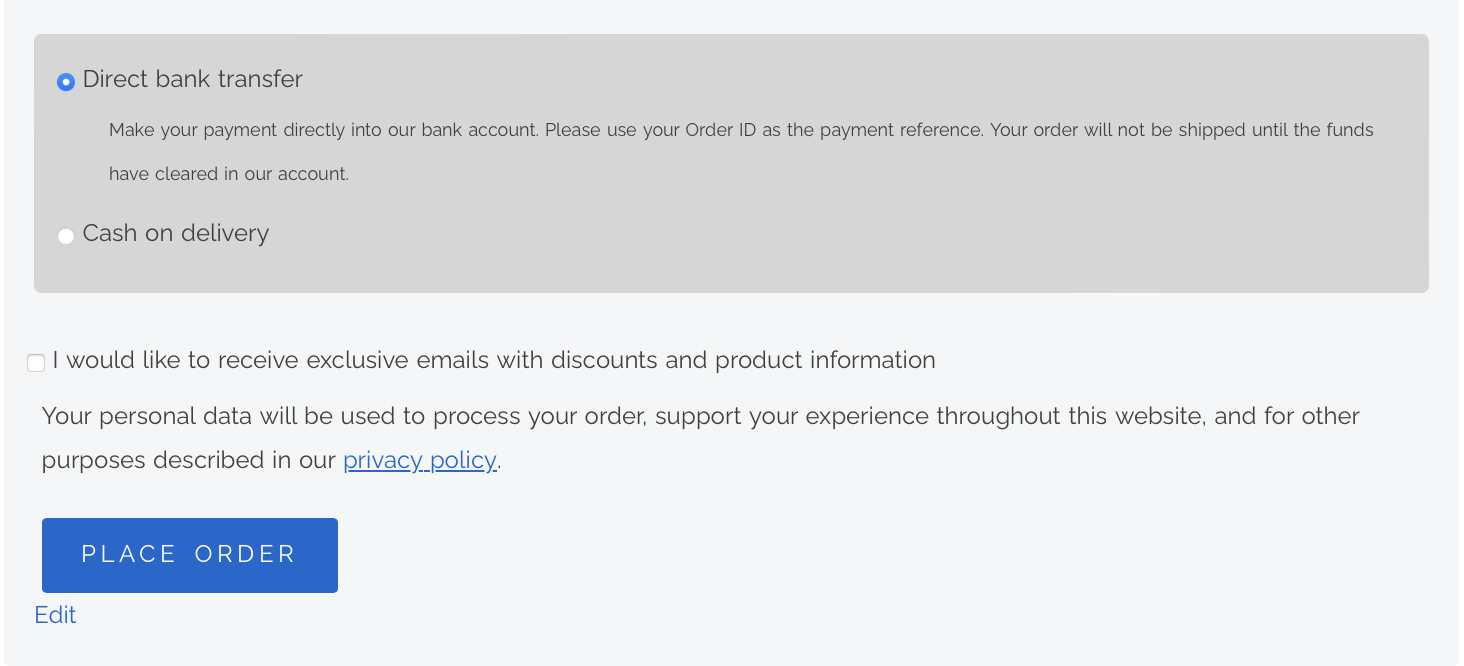 Direct bank transfer
Make your payment directly into our bank account. Please use your Order ID as the payment reference. Your order will not be shipped until the funds
have cleared in our account.
Cash on delivery
I would like to receive exclusive emails with discounts and product information
Your personal data will be used to process your order, support your experience throughout this website, and for other
purposes described in our privacy policy.
PLACE ORDER
Edit